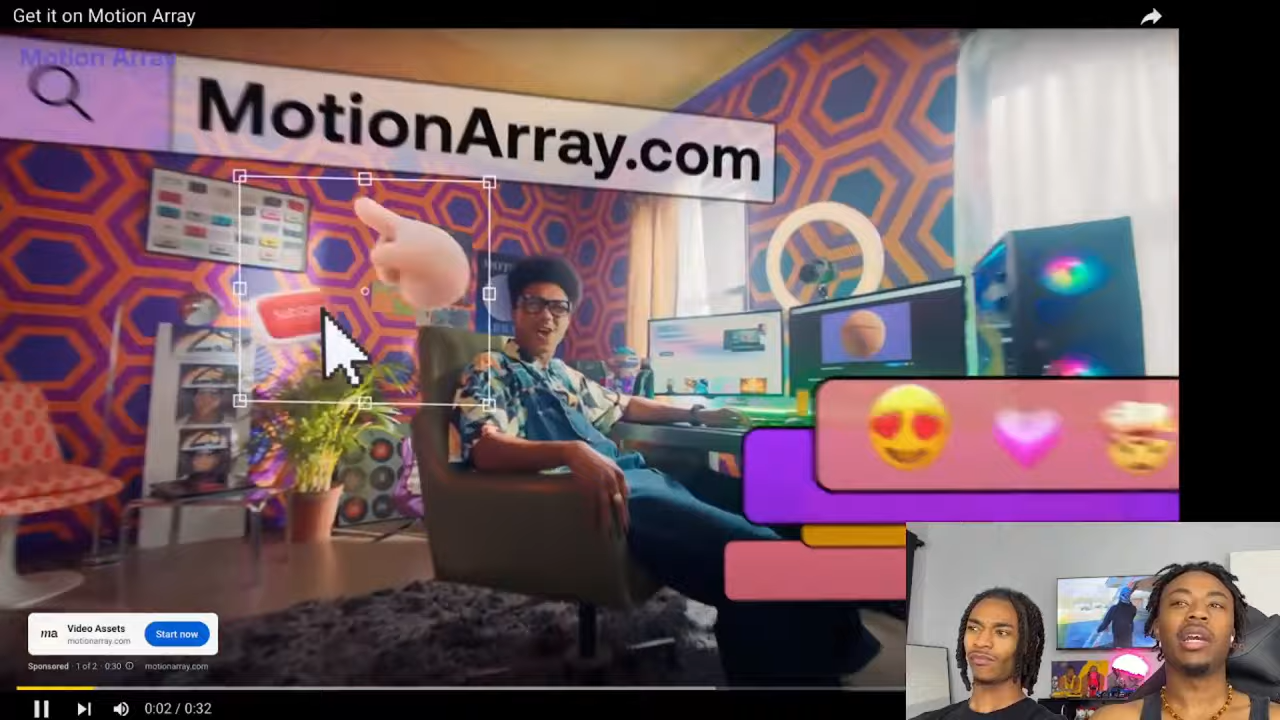 Get it on Motion Array
Motion Array
MotionArray.com
ma
Video Assets
motionarray.com
Start now
Sponsored · 1 of 2 · 0:30
motionarray.com
0:02 / 0:32